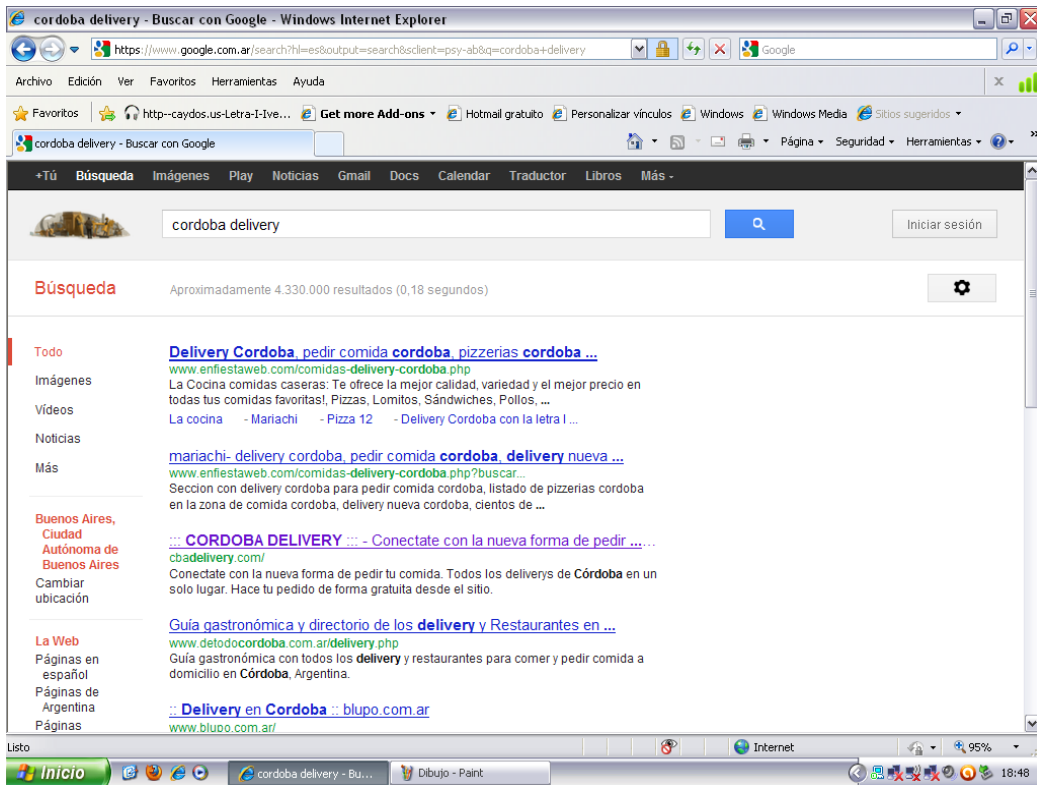 cordoba delivery - Buscar con Google - Windows Internet Explorer
https://www.google.com.ar/search?hl=es&output=search&sclient=psy-ab&q=cordoba+delivery
Google
Archivo Edición Ver Favoritos Herramientas Ayuda
Favoritos http--caydos.us-Letra-I-Ive... Get more Add-ons Hotmail gratuito Personalizar vínculos Windows Windows Media Sitios sugeridos
cordoba delivery - Buscar con Google Página Seguridad Herramientas
+Tú Búsqueda Imágenes Play Noticias Gmail Docs Calendar Traductor Libros Más
cordoba delivery
Iniciar sesión
Búsqueda
Aproximadamente 4.330.000 resultados (0,18 segundos)
Todo
Imágenes
Vídeos
Noticias
Más
Buenos Aires,
Ciudad
Autónoma de
Buenos Aires
Cambiar
ubicación
La Web
Páginas en
español
Páginas de
Argentina
Páginas
Delivery Cordoba, pedir comida cordoba, pizzerias cordoba ...
www.enfiestaweb.com/comidas-delivery-cordoba.php
La Cocina comidas caseras: Te ofrece la mejor calidad, variedad y el mejor precio en
todas tus comidas favoritas!, Pizzas, Lomitos, Sándwiches, Pollos, ...
La cocina - Mariachi - Pizza 12 - Delivery Cordoba con la letra l ...
mariachi- delivery cordoba, pedir comida cordoba, delivery nueva ...
www.enfiestaweb.com/comidas-delivery-cordoba.php?buscar...
Seccion con delivery cordoba para pedir comida cordoba, listado de pizzerias cordoba
en la zona de comida cordoba, delivery nueva cordoba, cientos de ...
::: CORDOBA DELIVERY ::: - Conectate con la nueva forma de pedir ......
cbadelivery.com/
Conectate con la nueva forma de pedir tu comida. Todos los deliverys de Córdoba en un
solo lugar. Hace tu pedido de forma gratuita desde el sitio.
Guía gastronómica y directorio de los delivery y Restaurantes en ...
www.detodocordoba.com.ar/delivery.php
Guía gastronómica con todos los delivery y restaurantes para comer y pedir comida a
domicilio en Córdoba, Argentina.
:: Delivery en Cordoba :: blupo.com.ar
www.blupo.com.ar/
Listo Internet 95%
Inicio cordoba delivery - Bu... Dibujo - Paint 18:48